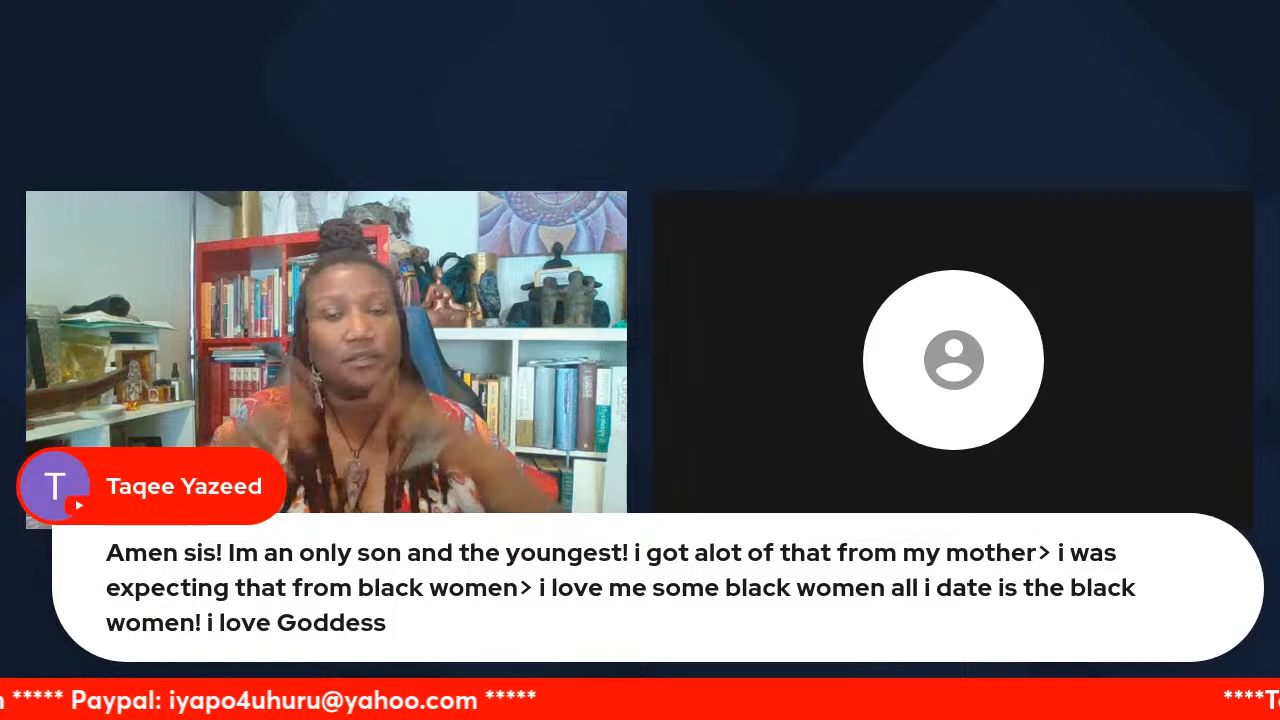 T
Taqee Yazeed
Amen sis! Im an only son and the youngest! i got alot of that from my mother> i was
expecting that from black women> i love me some black women all i date is the black
women! i love Goddess
***** Paypal: iyapo4uhuru@yahoo.com *****